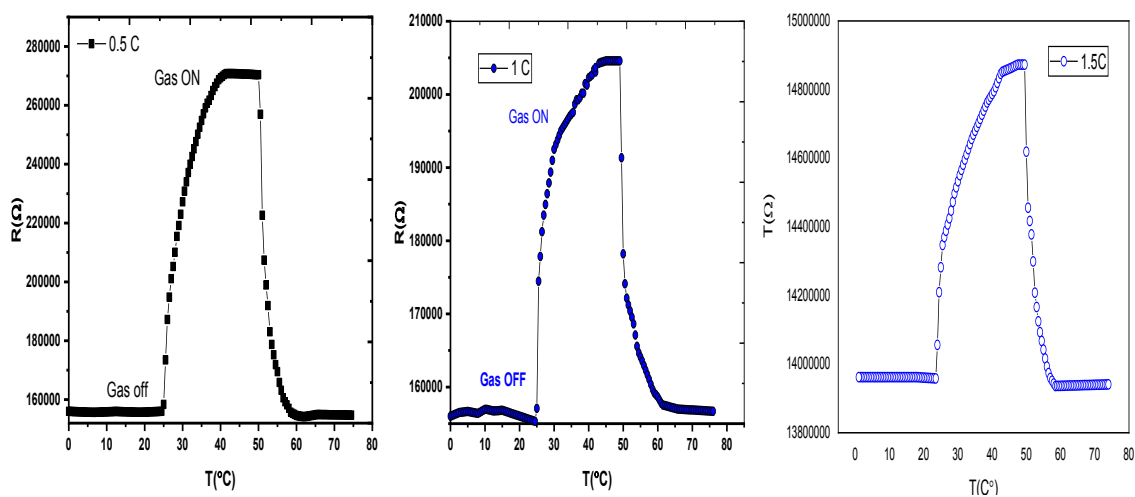 0.5 C
Gas ON
Gas off
R(Ω)
280000
270000
260000
240000
220000
200000
180000
160000
0 10 20 30 40 50 60 70 80
T(ºC)
1 C
Gas ON
Gas OFF
R(Ω)
210000
200000
190000
180000
170000
160000
0 10 20 30 40 50 60 70 80
T(ºC)
1.5C
T(Ω)
15000000
14800000
14600000
14400000
14200000
14000000
13800000
0 10 20 30 40 50 60 70 80
T(C°)